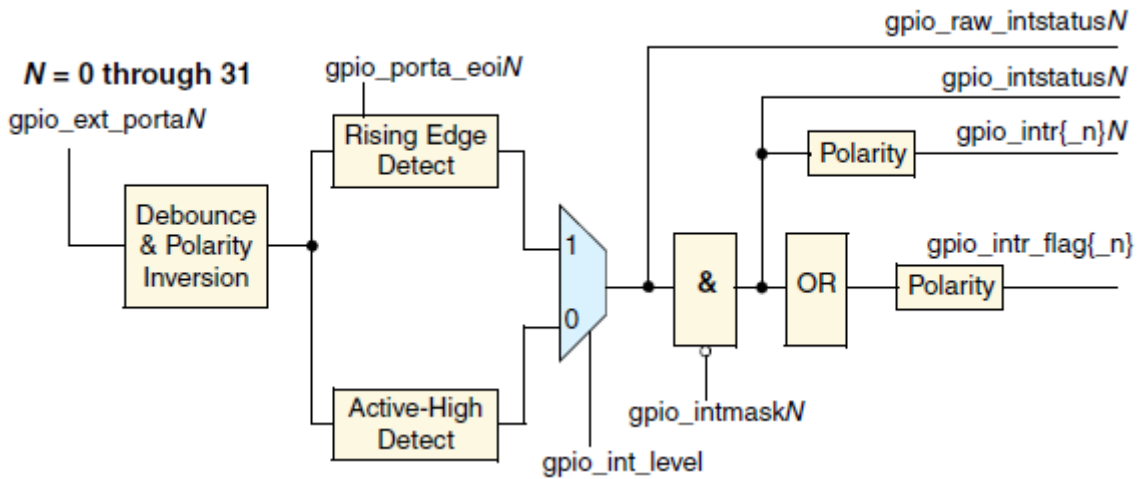 gpio_raw_intstatusN
N = 0 through 31
gpio_porta_eoiN
gpio_intstatusN
gpio_ext_portaN
Rising Edge
Detect
gpio_intr{_n}N
Polarity
Debounce
& Polarity
Inversion
1
0
&
OR
gpio_intr_flag{_n}
Polarity
Active-High
Detect
gpio_intmaskN
gpio_int_level